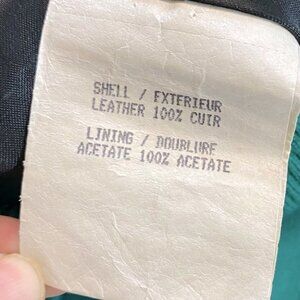 SHELL / EXTERIEUR
LEATHER 100% CUIR
LINING / DOUBLURE
ACETATE 100% ACETATE